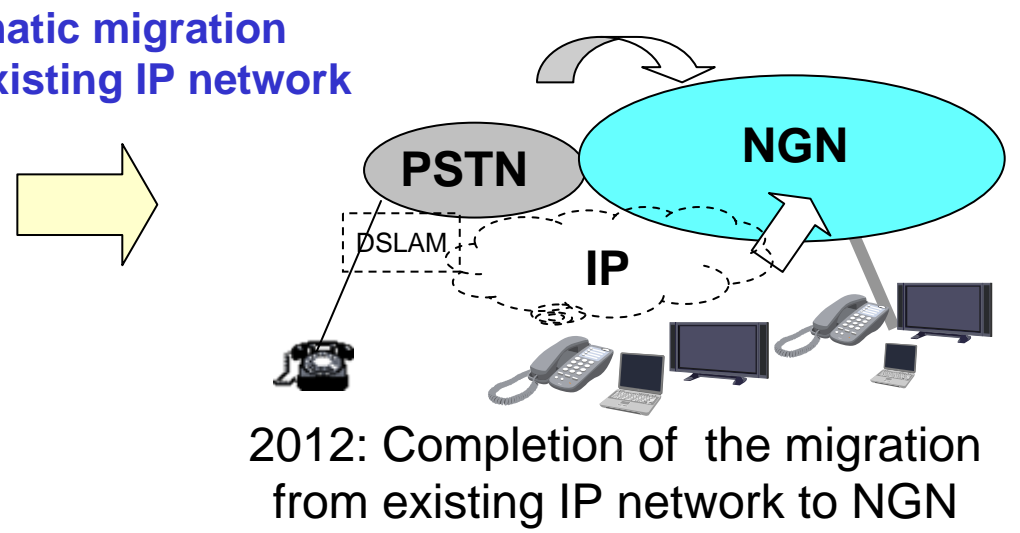 matic migration
xisting IP network
NGN
PSTN
DSLAM
IP
2012: Completion of the migration
from existing IP network to NGN